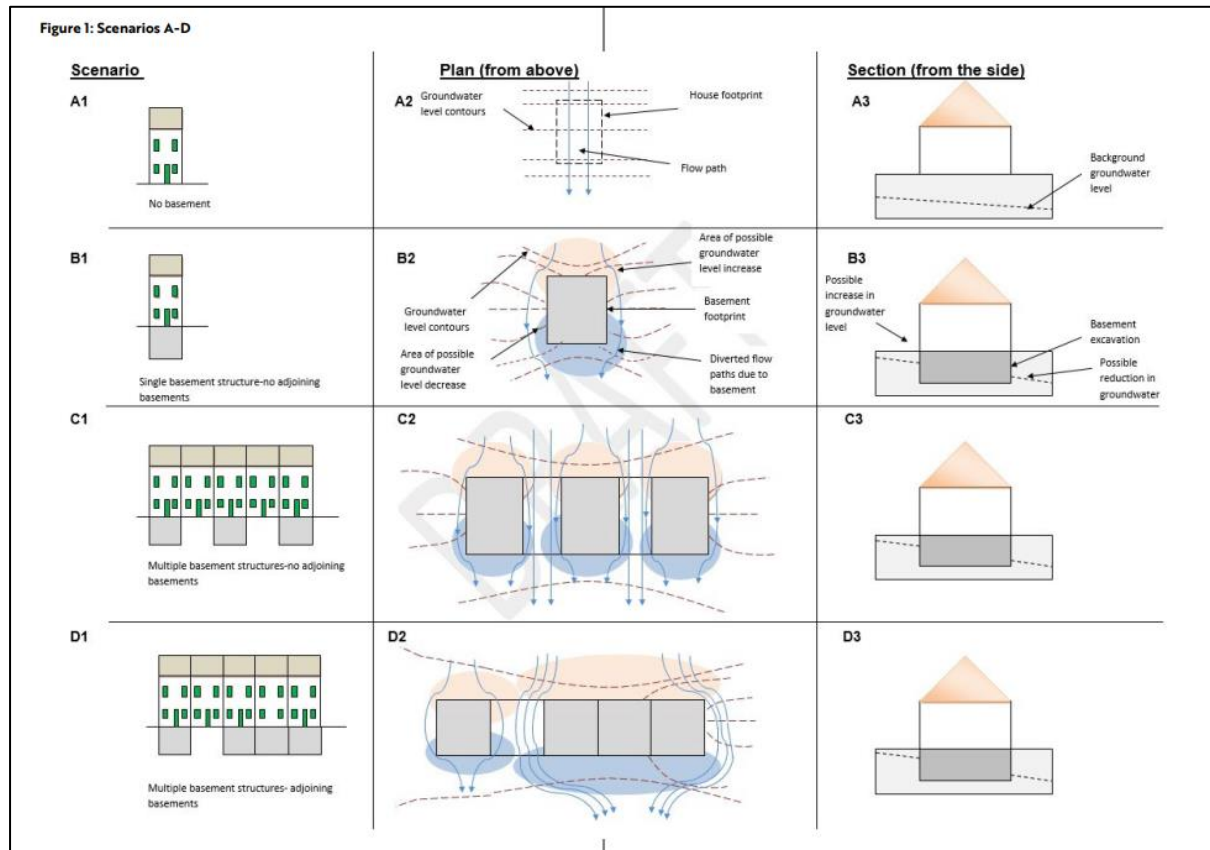 Figure 1: Scenarios A-D
Scenario
Plan (from above)
Section (from the side)
A1
No basement
A2
Groundwater
level contours
House footprint
Flow path
A3
Background
groundwater
level
B1
Single basement structure-no adjoining
basements
B2
Area of possible
groundwater
level increase
Groundwater
level contours
Basement
footprint
Area of possible
groundwater
level decrease
Diverted flow
paths due to
basement
B3
Possible
increase in
groundwater
level
Basement
excavation
Possible
reduction in
groundwater
C1
Multiple basement structures-no adjoining
basements
C2
C3
D1
Multiple basement structures- adjoining
basements
D2
D3
DRAFT